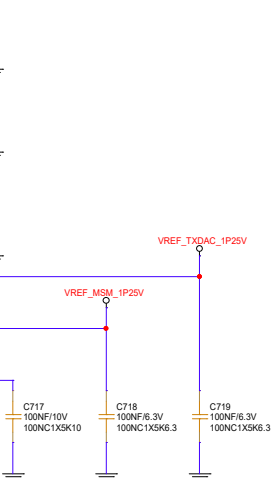 VREF_TXDAC_1P25V
VREF_MSM_1P25V
C717
100NF/10V
100NC1X5K10
C718
100NF/6.3V
100NC1X5K6.3
C719
100NF/6.3V
100NC1X5K6.3